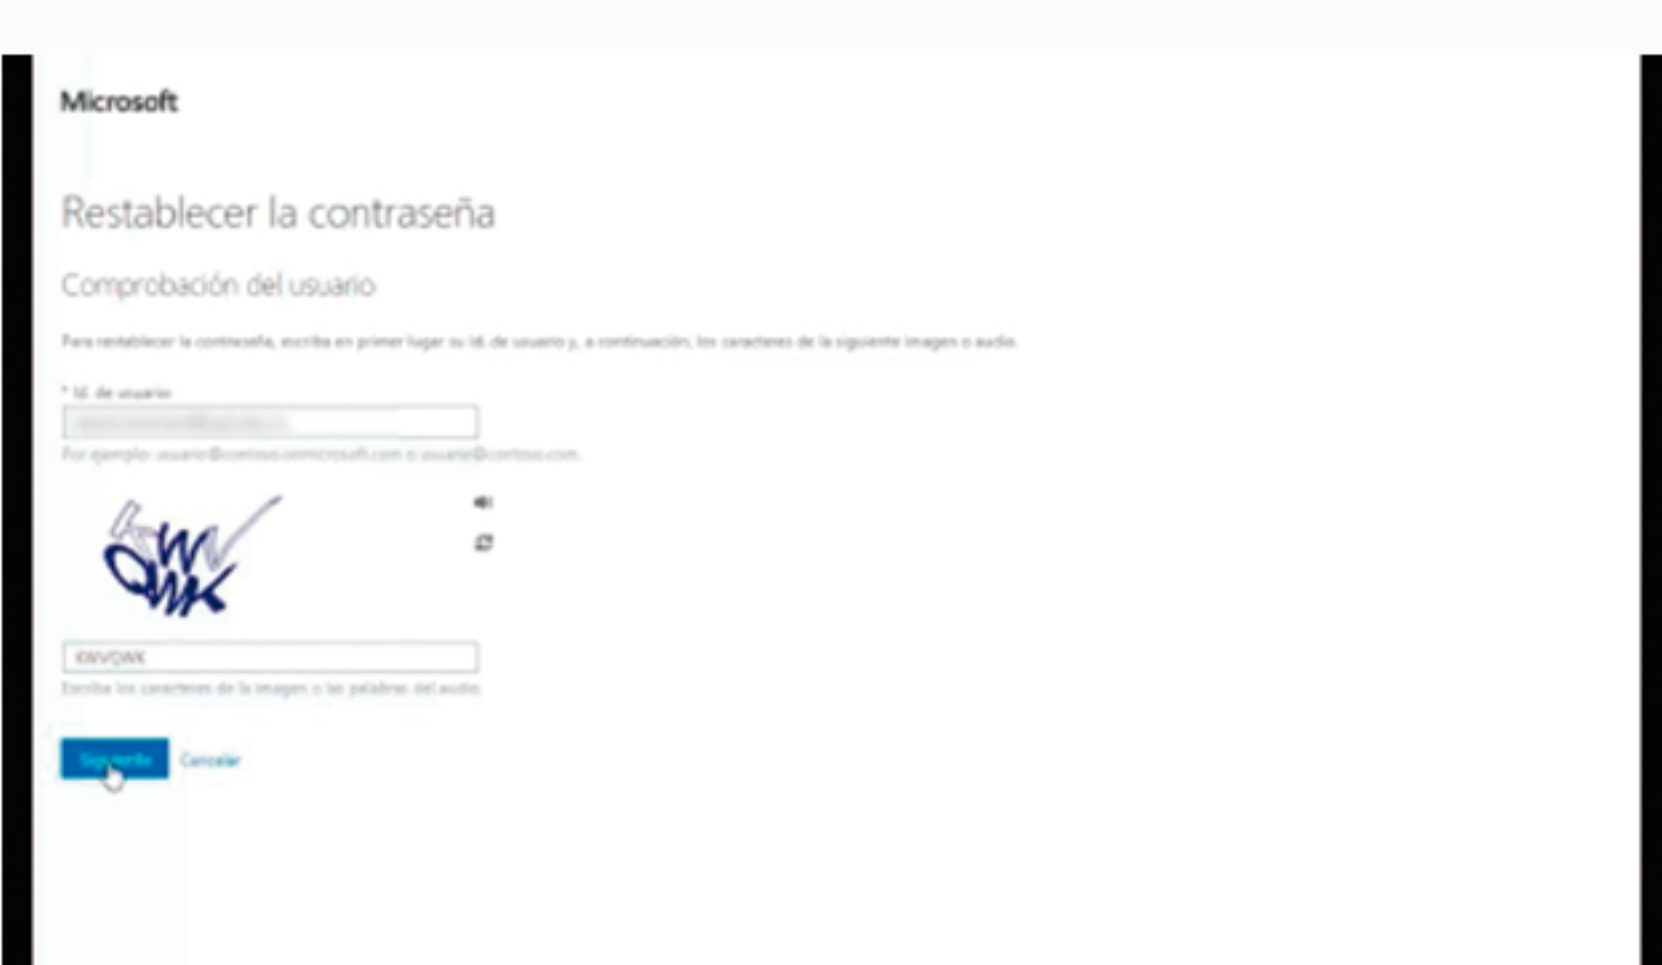 Microsoft
Restablecer la contraseña
Comprobación del usuario
Para restablecer la contraseña, escriba en primer lugar su Id. de usuario y, a continuación, los caracteres de la siguiente imagen o audio.
* Id. de usuario:
Por ejemplo: usuario@contoso.onmicrosoft.com o usuario@contoso.com.
KWVQWK
Escriba los caracteres de la imagen o las palabras del audio.
Siguiente Cancelar